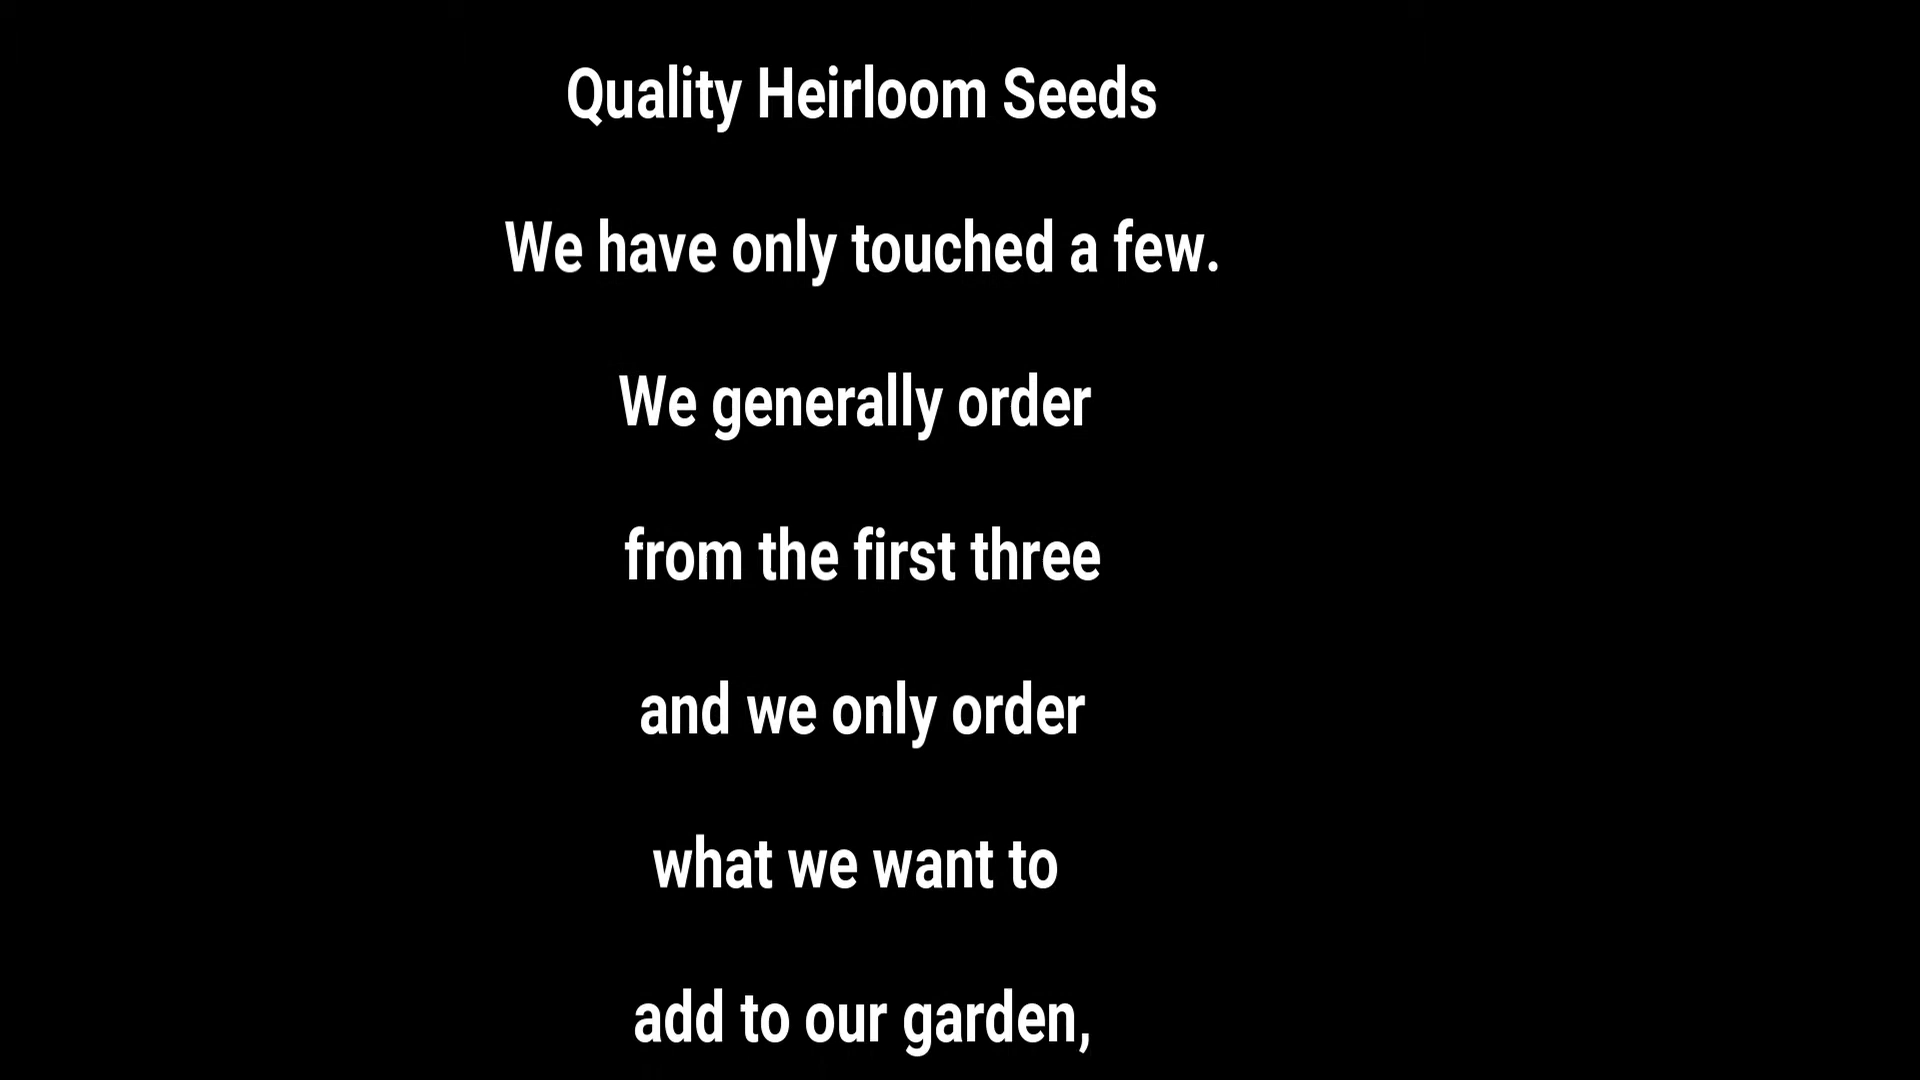 Quality Heirloom Seeds
We have only touched a few.
We generally order
from the first three
and we only order
what we want to
add to our garden,